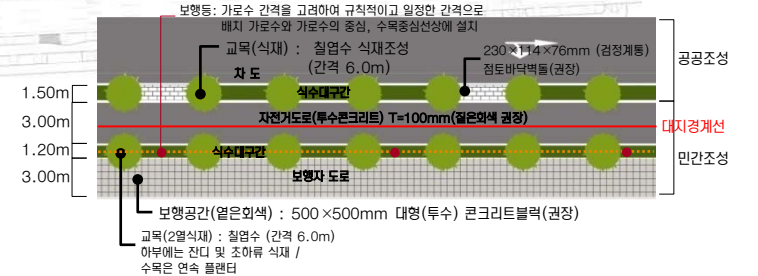 보행등: 가로수 간격을 고려하여 규칙적이고 일정한 간격으로
배치 가로수와 가로수의 중심, 수목중심선상에 설치
교목(식재) : 칠엽수 식재조성
(간격 6.0m)
차 도
230×114×76mm (검정계통)
점토바닥벽돌(권장)
공공조성
1.50m
식수대구간
3.00m
자전거도로(투수콘크리트) T=100mm(짙은회색 권장)
대지경계선
1.20m
식수대구간
민간조성
3.00m
보행자 도로
보행공간(옅은회색) : 500×500mm 대형(투수) 콘크리트블럭(권장)
교목(2열식재) : 칠엽수 (간격 6.0m)
하부에는 잔디 및 초하류 식재 /
수목은 연속 플랜터